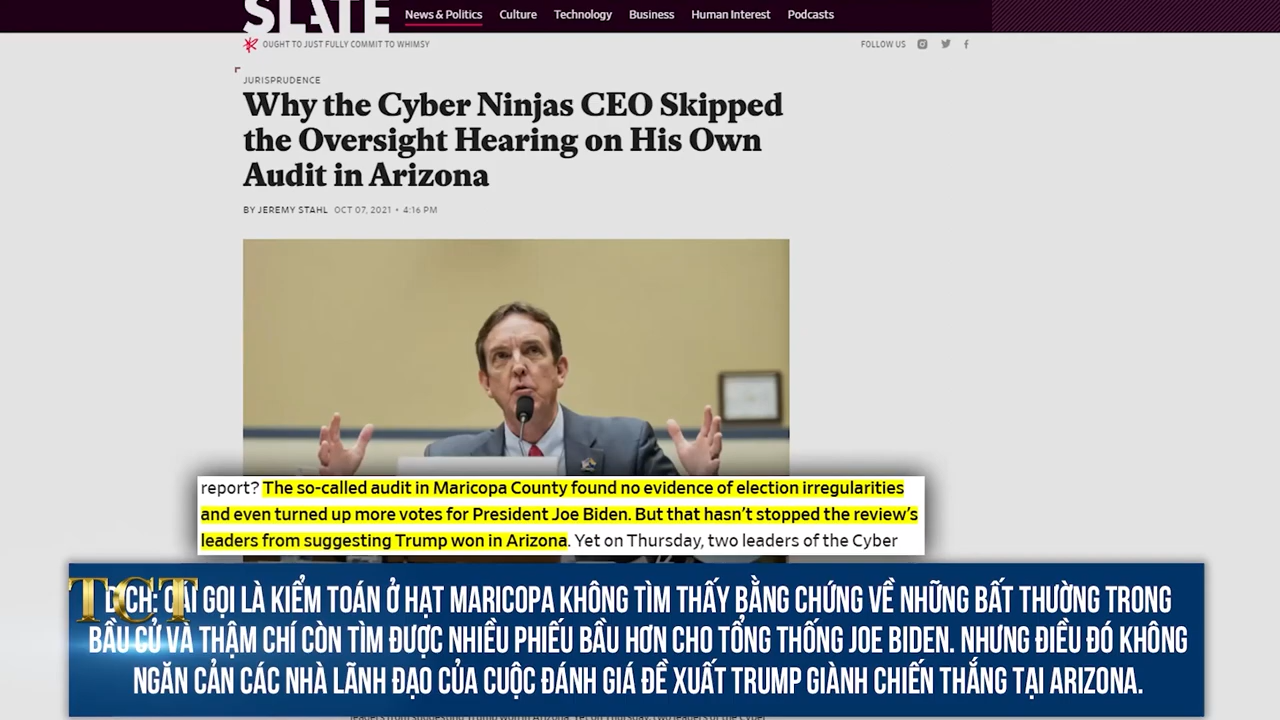 SLATE
News & Politics Culture Technology Business Human Interest Podcasts
OUGHT TO JUST FULLY COMMIT TO WHIMSY
FOLLOW US
JURISPRUDENCE
Why the Cyber Ninjas CEO Skipped
the Oversight Hearing on His Own
Audit in Arizona
BY JEREMY STAHL OCT 07, 2021 • 4:16 PM
report? The so-called audit in Maricopa County found no evidence of election irregularities
and even turned up more votes for President Joe Biden. But that hasn't stopped the review's
leaders from suggesting Trump won in Arizona. Yet on Thursday, two leaders of the Cyber
TCT
DỊCH: CÁI GỌI LÀ KIỂM TOÁN Ở HẠT MARICOPA KHÔNG TÌM THẤY BẰNG CHỨNG VỀ NHỮNG BẤT THƯỜNG TRONG
BẦU CỬ VÀ THẬM CHÍ CÒN TÌM ĐƯỢC NHIỀU PHIẾU BẦU HƠN CHO TỔNG THỐNG JOE BIDEN. NHƯNG ĐIỀU ĐÓ KHÔNG
NGĂN CẢN CÁC NHÀ LÃNH ĐẠO CỦA CUỘC ĐÁNH GIÁ ĐỀ XUẤT TRUMP GIÀNH CHIẾN THẮNG TẠI ARIZONA.